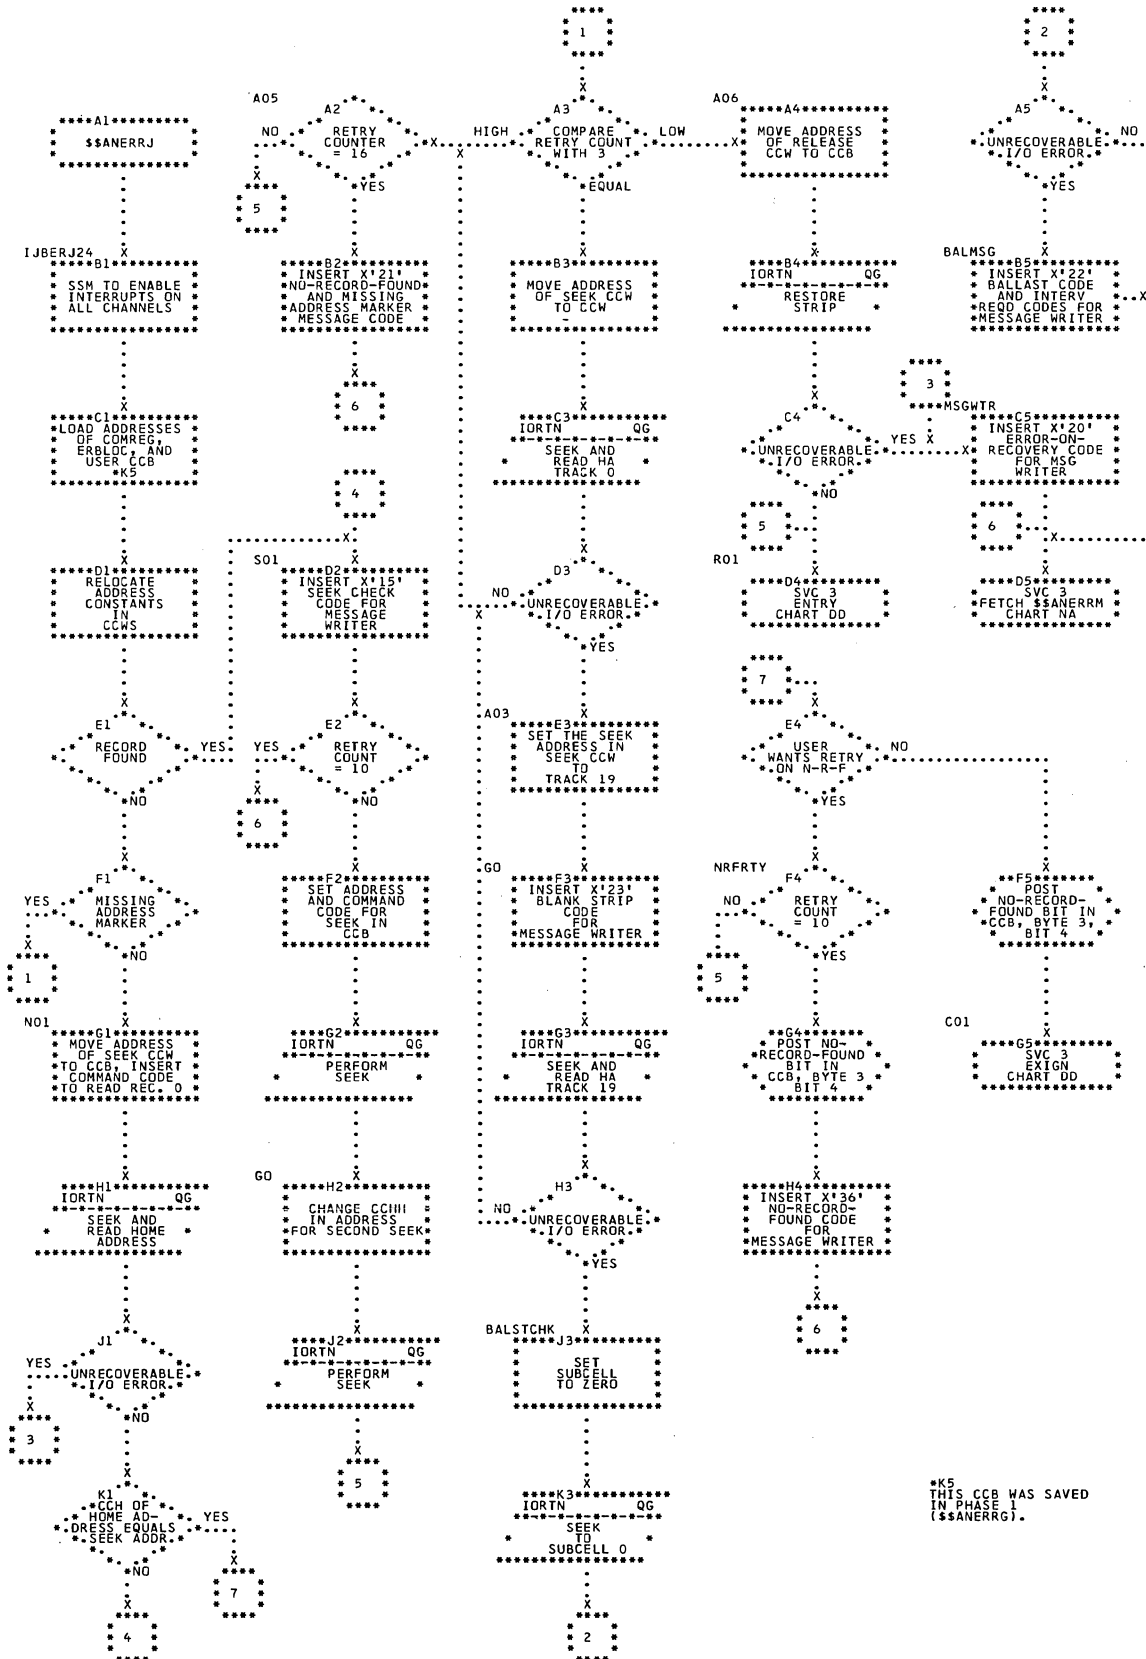 1
2
A05
A06
A1
$$ANERRJ
A2
NO
RETRY
COUNTER
= 16
YES
5
A3
HIGH
COMPARE
RETRY COUNT
WITH 3
LOW
EQUAL
A4
MOVE ADDRESS
OF RELEASE
CCW TO CCB
A5
UNRECOVERABLE
I/O ERROR
NO
YES
IJBERJ24
B1
SSM TO ENABLE
INTERRUPTS ON
ALL CHANNELS
B2
INSERT X'21'
NO-RECORD-FOUND
AND MISSING
ADDRESS MARKER
MESSAGE CODE
6
B3
MOVE ADDRESS
OF SEEK CCW
TO CCW
-
B4
IORTN QG
RESTORE
STRIP
BALMSG
B5
INSERT X'22'
BALLAST CODE
AND INTERV
REQD CODES FOR
MESSAGE WRITER
3
MSGWTR
C1
LOAD ADDRESSES
OF COMREG,
ERBLOC, AND
USER CCB
*K5
4
C3
IORTN QG
SEEK AND
READ HA
TRACK 0
C4
UNRECOVERABLE
I/O ERROR
YES
NO
5
C5
INSERT X'20'
ERROR-ON-
RECOVERY CODE
FOR MSG
WRITER
6
D1
RELOCATE
ADDRESS
CONSTANTS
IN
CCWS
S01
D2
INSERT X'15'
SEEK CHECK
CODE FOR
MESSAGE
WRITER
D3
NO
UNRECOVERABLE
I/O ERROR
YES
R01
D4
SVC 3
ENTRY
CHART DD
D5
SVC 3
FETCH $$ANERRM
CHART NA
7
E1
RECORD
FOUND
YES
NO
E2
YES
RETRY
COUNT
= 10
NO
6
A03
E3
SET THE SEEK
ADDRESS IN
SEEK CCW
TO
TRACK 19
E4
USER
WANTS RETRY
ON N-R-F
NO
YES
F1
YES
MISSING
ADDRESS
MARKER
NO
1
F2
SET ADDRESS
AND COMMAND
CODE FOR
SEEK IN
CCB
GO
F3
INSERT X'23'
BLANK STRIP
CODE
FOR
MESSAGE WRITER
NRFRTY
F4
NO
RETRY
COUNT
= 10
YES
5
F5
POST
NO-RECORD-
FOUND BIT IN
CCB, BYTE 3,
BIT 4
N01
G1
MOVE ADDRESS
OF SEEK CCW
TO CCB, INSERT
COMMAND CODE
TO READ REC. 0
G2
IORTN QG
PERFORM
SEEK
G3
IORTN QG
SEEK AND
READ HA
TRACK 19
G4
POST NO-
RECORD-FOUND
BIT IN
CCB, BYTE 3
BIT 4
C01
G5
SVC 3
EXIGN
CHART DD
H1
IORTN QG
SEEK AND
READ HOME
ADDRESS
GO
H2
CHANGE CCHH
IN ADDRESS
FOR SECOND SEEK
H3
NO
UNRECOVERABLE
I/O ERROR
YES
H4
INSERT X'36'
NO-RECORD-
FOUND CODE
FOR
MESSAGE WRITER
6
J1
YES
UNRECOVERABLE
I/O ERROR
NO
3
J2
IORTN QG
PERFORM
SEEK
5
BALSTCHK
J3
SET
SUBCELL
TO ZERO
K1
CCH OF
HOME AD-
DRESS EQUALS
SEEK ADDR.
YES
NO
7
4
K3
IORTN QG
SEEK
TO
SUBCELL 0
2
*K5
THIS CCB WAS SAVED
IN PHASE 1
($$ANERRG).